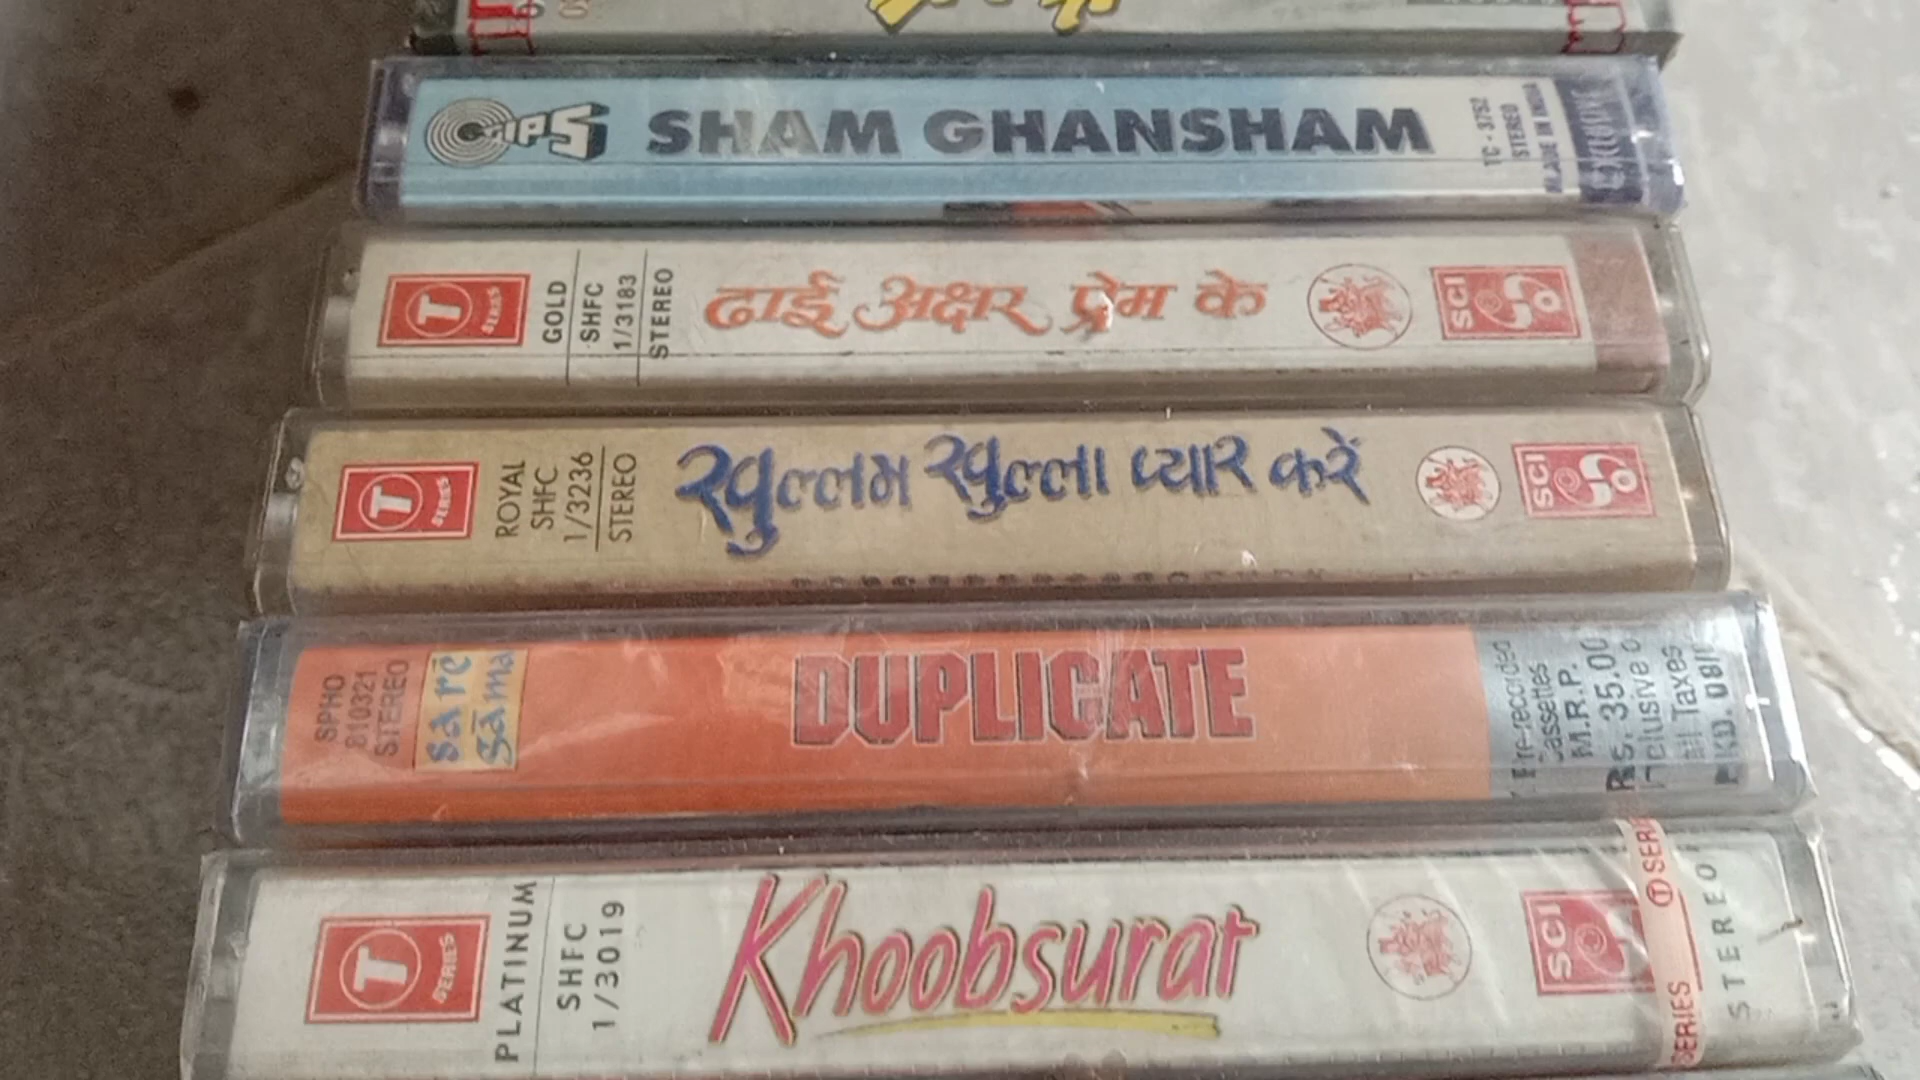 TIPS SHAM GHANSHAM TC-3752 STEREO MADE IN INDIA
T SERIES GOLD SHFC 1/3183 STEREO ढाई अक्षर प्रेम के SCI
T SERIES ROYAL SHFC 1/3236 STEREO खुल्लम खुल्ला प्यार करें SCI
SPHO 810321 STEREO sa re ga ma DUPLICATE Pre-recorded Cassettes M.R.P. Rs. 35.00 All Taxes
T SERIES PLATINUM SHFC 1/3019 Khoobsurat SCI STEREO
T SERIES